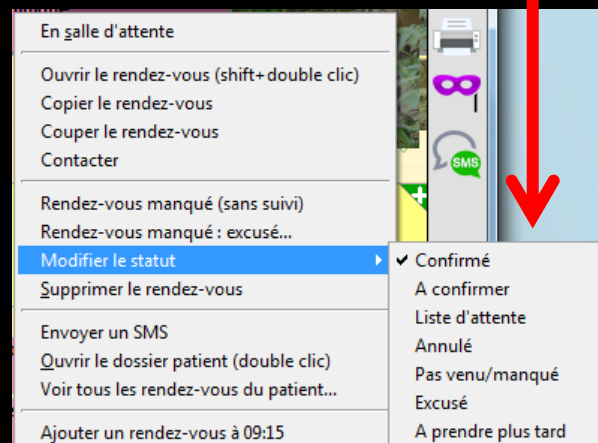 En salle d'attente
Ouvrir le rendez-vous (shift+double clic)
Copier le rendez-vous
Couper le rendez-vous
Contacter
Rendez-vous manqué (sans suivi)
Rendez-vous manqué : excusé...
Modifier le statut
Supprimer le rendez-vous
Envoyer un SMS
Ouvrir le dossier patient (double clic)
Voir tous les rendez-vous du patient...
Ajouter un rendez-vous à 09:15
SMS
Confirmé
A confirmer
Liste d'attente
Annulé
Pas venu/manqué
Excusé
A prendre plus tard